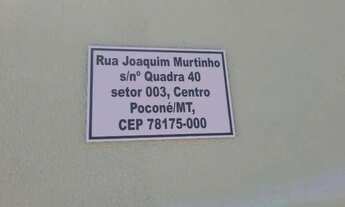 Rua Joaquim Murtinho
s/nº Quadra 40
setor 003, Centro
Poconé/MT,
CEP 78175-000